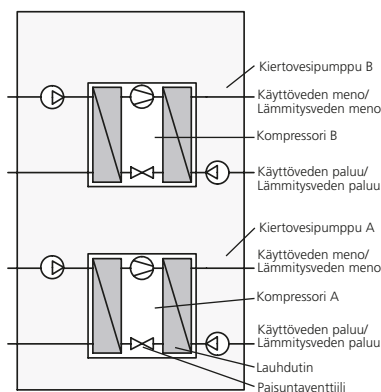 Kiertovesipumppu B
Käyttöveden meno/
Lämmitysveden meno
Kompressori B
Käyttöveden paluu/
Lämmitysveden paluu
Kiertovesipumppu A
Käyttöveden meno/
Lämmitysveden meno
Kompressori A
Käyttöveden paluu/
Lämmitysveden paluu
Lauhdutin
Paisuntaventtiili